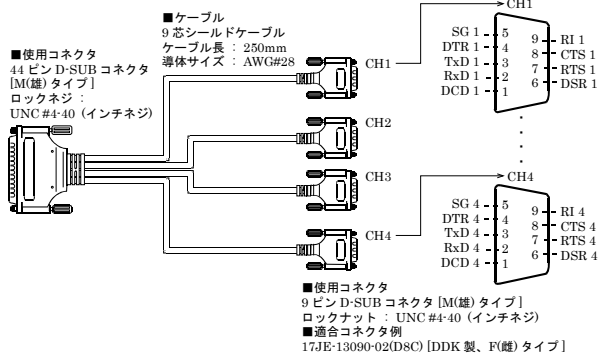 ■ケーブル
9 芯シールドケーブル
ケーブル長 : 250mm
導体サイズ : AWG#28
■使用コネクタ
44 ピン D-SUB コネクタ
[M(雄) タイプ]
ロックネジ :
UNC #4-40 (インチネジ)
CH1
CH2
CH3
CH4
CH1
SG 1 5
DTR 1 4
TxD 1 3
RxD 1 2
DCD 1 1
9 RI 1
8 CTS 1
7 RTS 1
6 DSR 1
CH4
SG 4 5
DTR 4 4
TxD 4 3
RxD 4 2
DCD 4 1
9 RI 4
8 CTS 4
7 RTS 4
6 DSR 4
■使用コネクタ
9 ピン D-SUB コネクタ [M(雄) タイプ]
ロックナット : UNC #4-40 (インチネジ)
■適合コネクタ例
17JE-13090-02(D8C) [DDK 製、F(雌) タイプ]